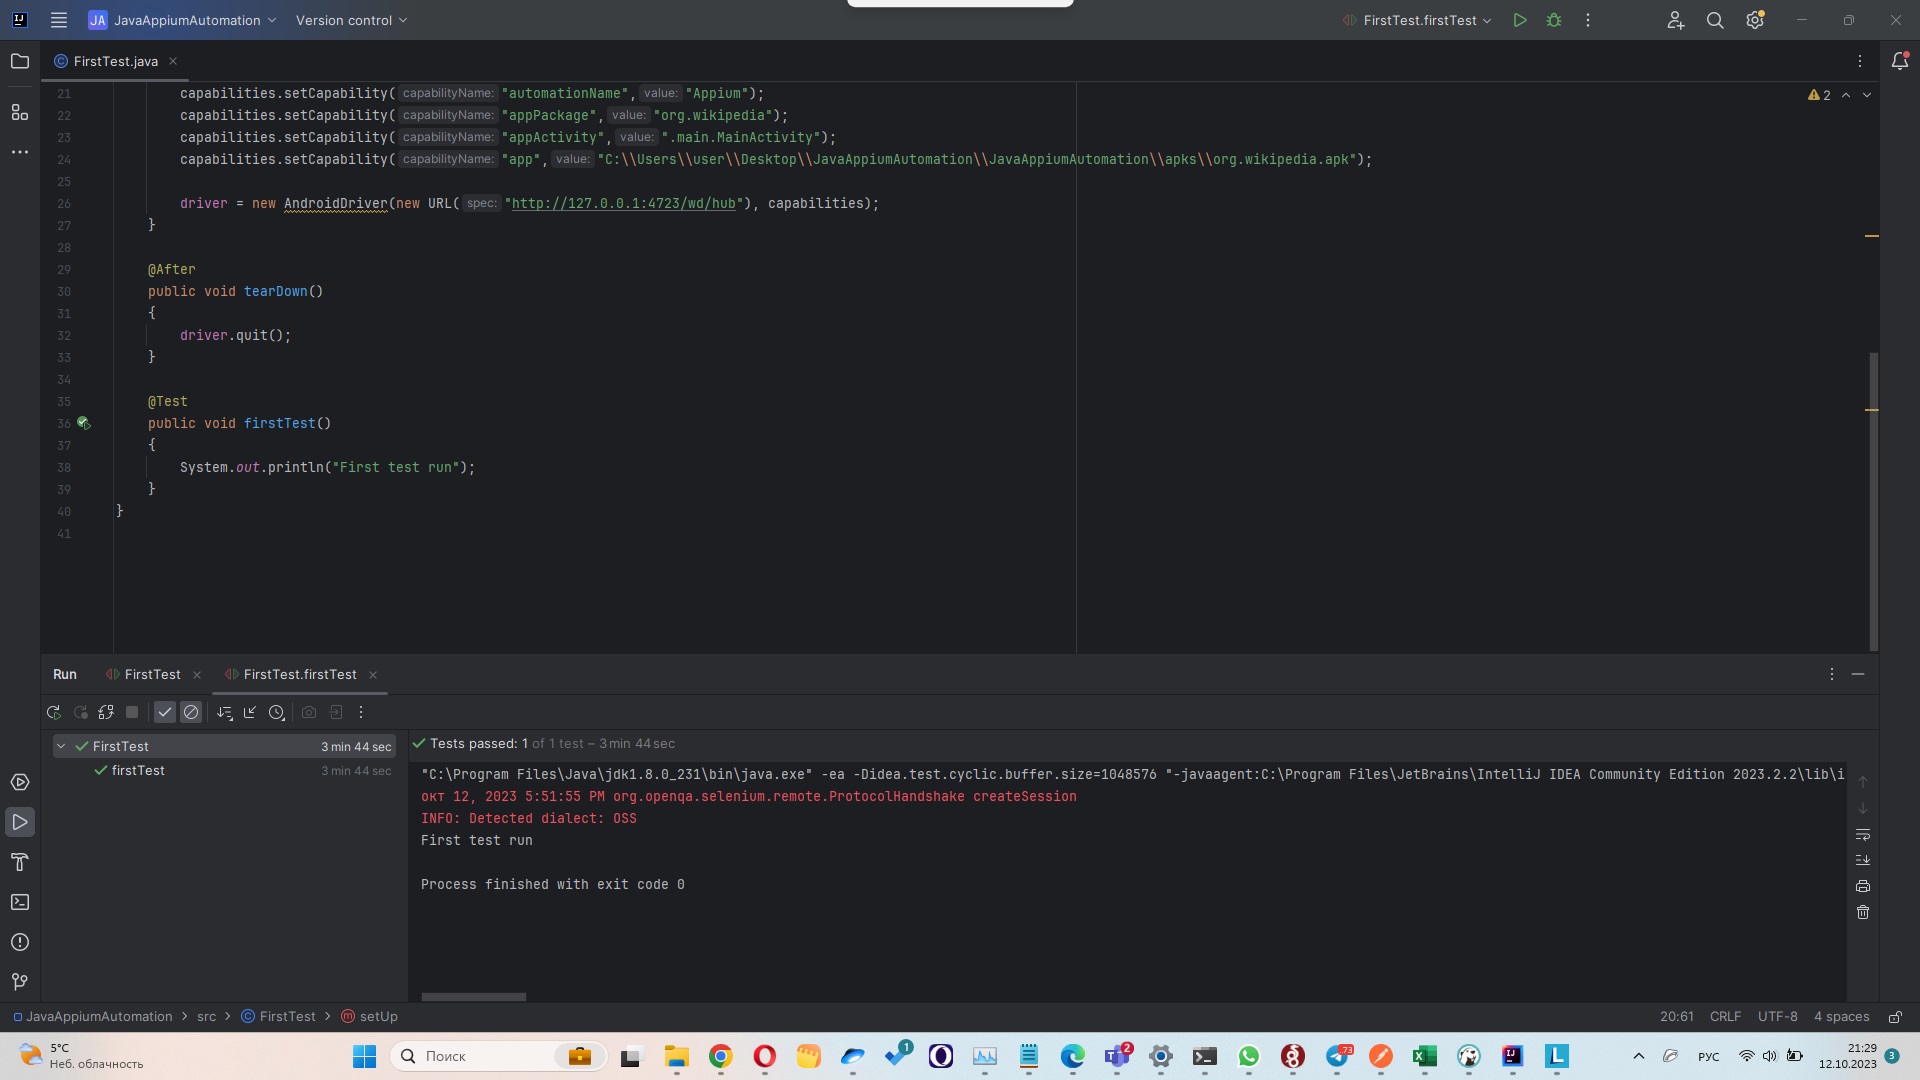 JA JavaAppiumAutomation Version control FirstTest.firstTest
FirstTest.java
21 capabilities.setCapability( capabilityName: "automationName", value: "Appium");
22 capabilities.setCapability( capabilityName: "appPackage", value: "org.wikipedia");
23 capabilities.setCapability( capabilityName: "appActivity", value: ".main.MainActivity");
24 capabilities.setCapability( capabilityName: "app", value: "C:\\Users\\user\\Desktop\\JavaAppiumAutomation\\JavaAppiumAutomation\\apks\\org.wikipedia.apk");
25
26 driver = new AndroidDriver(new URL( spec: "http://127.0.0.1:4723/wd/hub"), capabilities);
27 }
28
29 @After
30 public void tearDown()
31 {
32 driver.quit();
33 }
34
35 @Test
36 public void firstTest()
37 {
38 System.out.println("First test run");
39 }
40 }
41
2
Run FirstTest FirstTest.firstTest
FirstTest 3 min 44 sec
firstTest 3 min 44 sec
Tests passed: 1 of 1 test – 3 min 44 sec
"C:\Program Files\Java\jdk1.8.0_231\bin\java.exe" -ea -Didea.test.cyclic.buffer.size=1048576 "-javaagent:C:\Program Files\JetBrains\IntelliJ IDEA Community Edition 2023.2.2\lib\i
окт 12, 2023 5:51:55 PM org.openqa.selenium.remote.ProtocolHandshake createSession
INFO: Detected dialect: OSS
First test run
Process finished with exit code 0
JavaAppiumAutomation > src > FirstTest > setUp 20:61 CRLF UTF-8 4 spaces
5°C
Неб. облачность
Поиск
1
2
73
РУС
21:29
12.10.2023
3